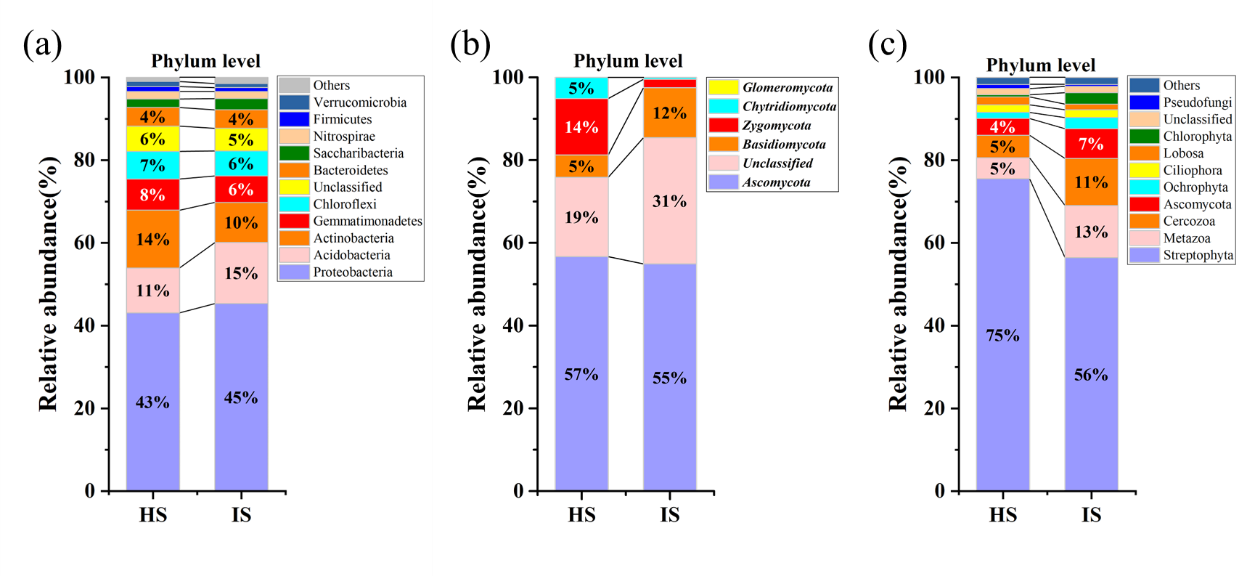 (a)
Phylum level
Relative abundance(%)
100
80
60
40
20
0
4%
6%
7%
8%
14%
11%
43%
4%
5%
6%
6%
10%
15%
45%
HS
IS
Others
Verrucomicrobia
Firmicutes
Nitrospirae
Saccharibacteria
Bacteroidetes
Unclassified
Chloroflexi
Gemmatimonadetes
Actinobacteria
Acidobacteria
Proteobacteria
(b)
Phylum level
Relative abundance(%)
100
80
60
40
20
0
5%
14%
5%
19%
57%
12%
31%
55%
HS
IS
Glomeromycota
Chytridiomycota
Zygomycota
Basidiomycota
Unclassified
Ascomycota
(c)
Phylum level
Relative abundance(%)
100
80
60
40
20
0
4%
5%
5%
75%
7%
11%
13%
56%
HS
IS
Others
Pseudofungi
Unclassified
Chlorophyta
Lobosa
Ciliophora
Ochrophyta
Ascomycota
Cercozoa
Metazoa
Streptophyta